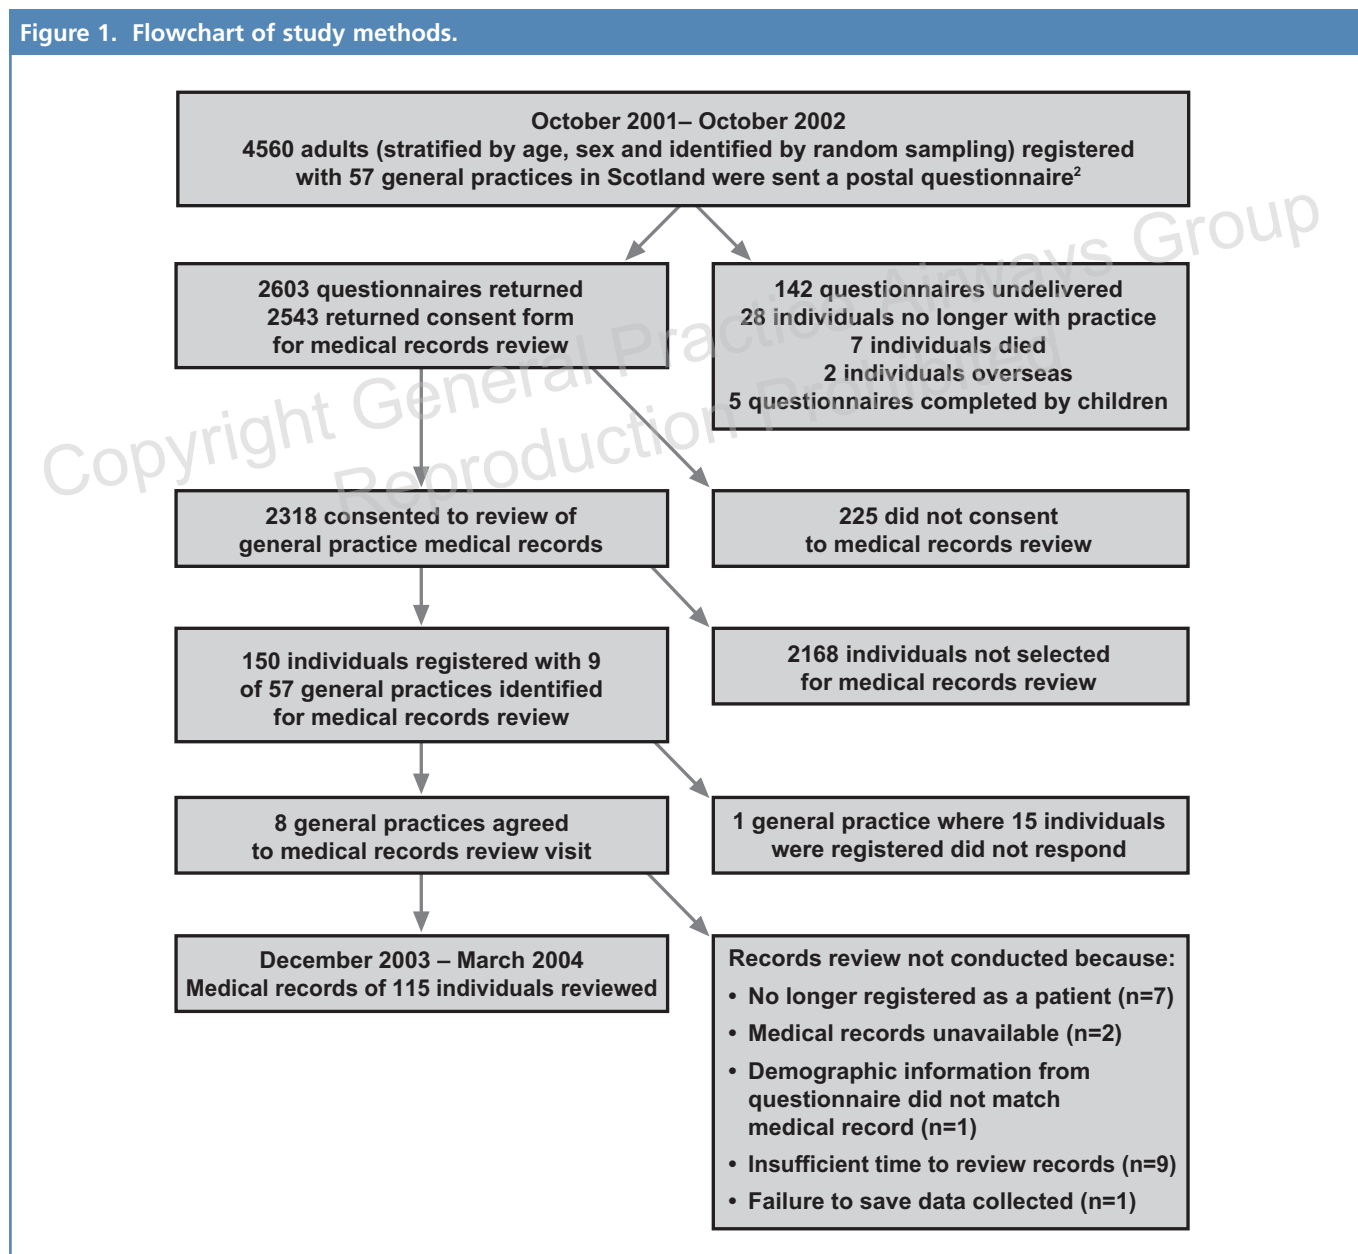 Figure 1. Flowchart of study methods.
October 2001– October 2002
4560 adults (stratified by age, sex and identified by random sampling) registered
with 57 general practices in Scotland were sent a postal questionnaire2
2603 questionnaires returned
2543 returned consent form
for medical records review
142 questionnaires undelivered
28 individuals no longer with practice
7 individuals died
2 individuals overseas
5 questionnaires completed by children
Copyright General Practice Airways Group
Reproduction Prohibited
2318 consented to review of
general practice medical records
225 did not consent
to medical records review
150 individuals registered with 9
of 57 general practices identified
for medical records review
2168 individuals not selected
for medical records review
8 general practices agreed
to medical records review visit
1 general practice where 15 individuals
were registered did not respond
December 2003 – March 2004
Medical records of 115 individuals reviewed
Records review not conducted because:
• No longer registered as a patient (n=7)
• Medical records unavailable (n=2)
• Demographic information from
questionnaire did not match
medical record (n=1)
• Insufficient time to review records (n=9)
• Failure to save data collected (n=1)